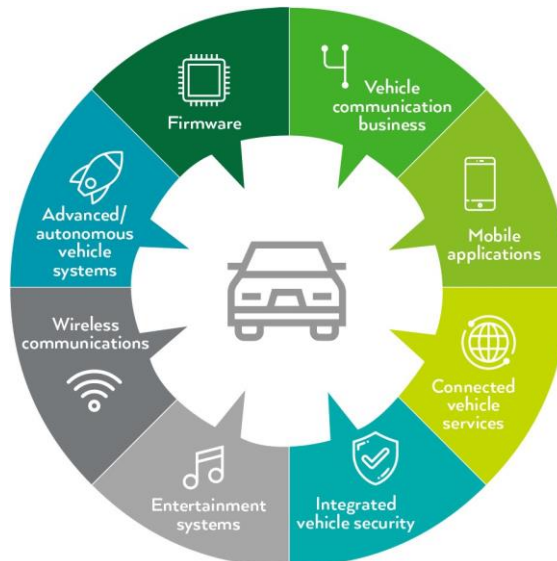 Firmware
Vehicle
communication
business
Mobile
applications
Connected
vehicle
services
Integrated
vehicle security
Entertainment
systems
Wireless
communications
Advanced/
autonomous
vehicle
systems